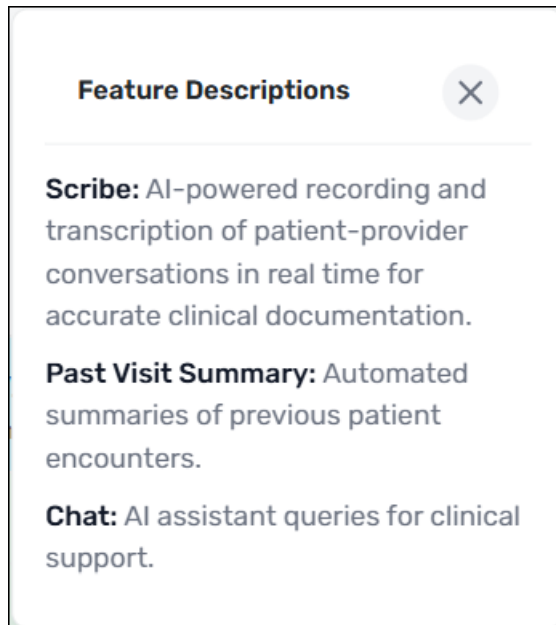 Feature Descriptions
Scribe: AI-powered recording and
transcription of patient-provider
conversations in real time for
accurate clinical documentation.
Past Visit Summary: Automated
summaries of previous patient
encounters.
Chat: AI assistant queries for clinical
support.